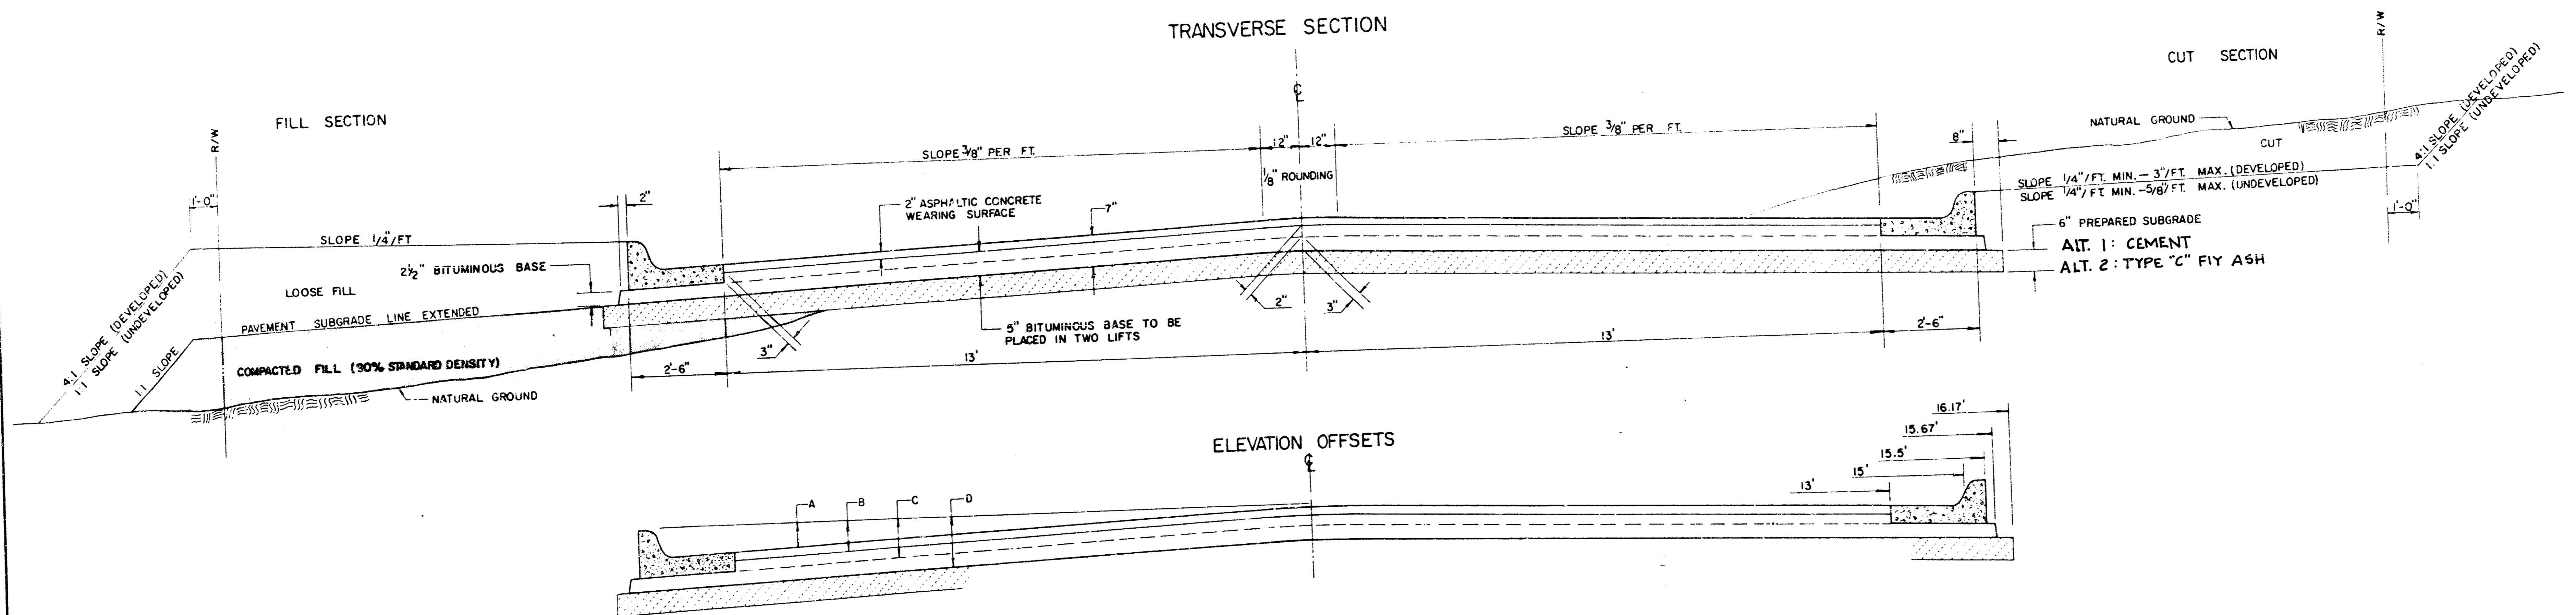 TRANSVERSE SECTION
FILL SECTION
CUT SECTION
R/W
R/W
℄
SLOPE 3/8" PER FT.
12"
12"
SLOPE 3/8" PER FT.
8"
1/8" ROUNDING
NATURAL GROUND
CUT
4:1 SLOPE (DEVELOPED)
1:1 SLOPE (UNDEVELOPED)
1'-0"
2"
2" ASPHALTIC CONCRETE
WEARING SURFACE
7"
SLOPE 1/4"/FT. MIN. - 3"/FT. MAX. (DEVELOPED)
SLOPE 1/4"/FT MIN. -5/8"/FT. MAX. (UNDEVELOPED)
1'-0"
SLOPE 1/4"/FT
6" PREPARED SUBGRADE
ALT. 1: CEMENT
ALT. 2: TYPE "C" FlY ASH
2½" BITUMINOUS BASE
LOOSE FILL
PAVEMENT SUBGRADE LINE EXTENDED
4:1 SLOPE (DEVELOPED)
1:1 SLOPE (UNDEVELOPED)
1:1 SLOPE
COMPACTED FILL (90% STANDARD DENSITY)
NATURAL GROUND
2'-6"
3"
13'
5" BITUMINOUS BASE TO BE
PLACED IN TWO LIFTS
2"
3"
13'
2'-6"
ELEVATION OFFSETS
℄
A
B
C
D
16.17'
15.67'
15.5'
15'
13'